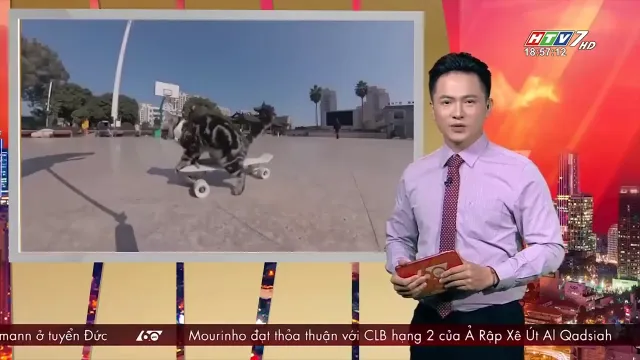 HTV7 HD
18:57:12
mann ở tuyển Đức 60 Mourinho đạt thỏa thuận với CLB hạng 2 của Ả Rập Xê Út Al Qadsiah